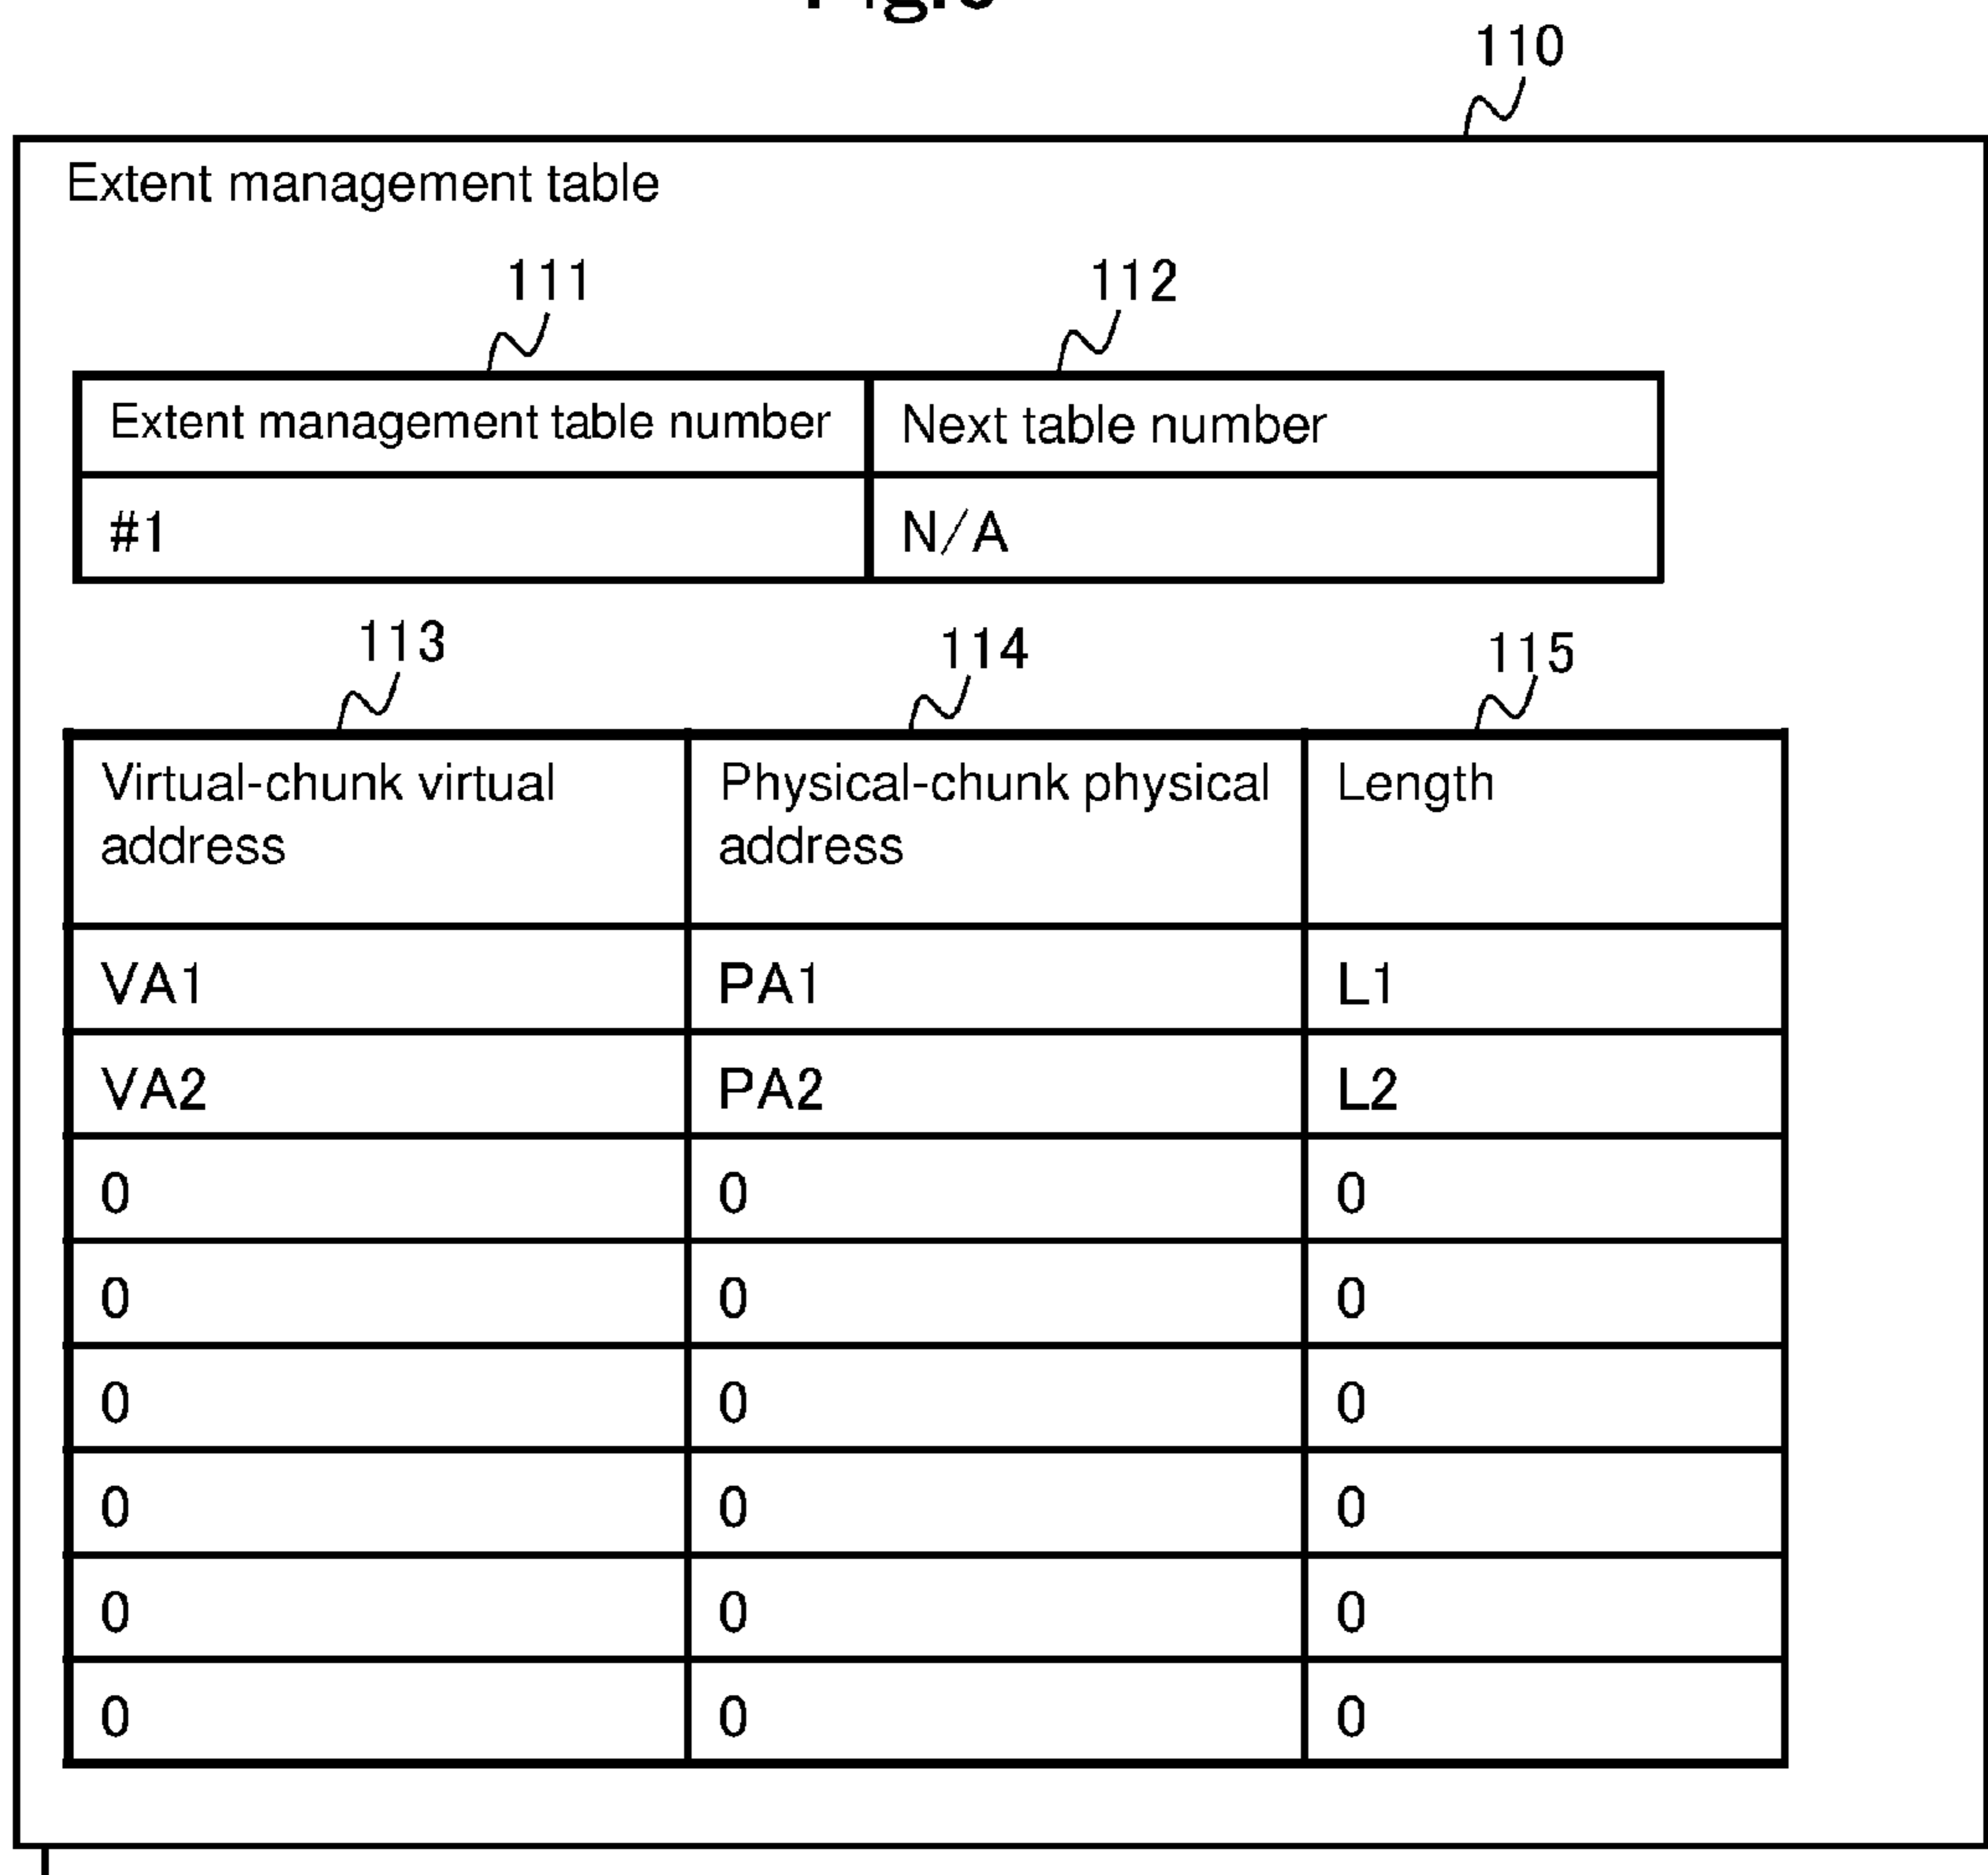 110
Extent management table
111 112
Extent management table number Next table number
#1 N/A
113 114 115
Virtual-chunk virtual address Physical-chunk physical address Length
VA1 PA1 L1
VA2 PA2 L2
0 0 0
0 0 0
0 0 0
0 0 0
0 0 0
0 0 0